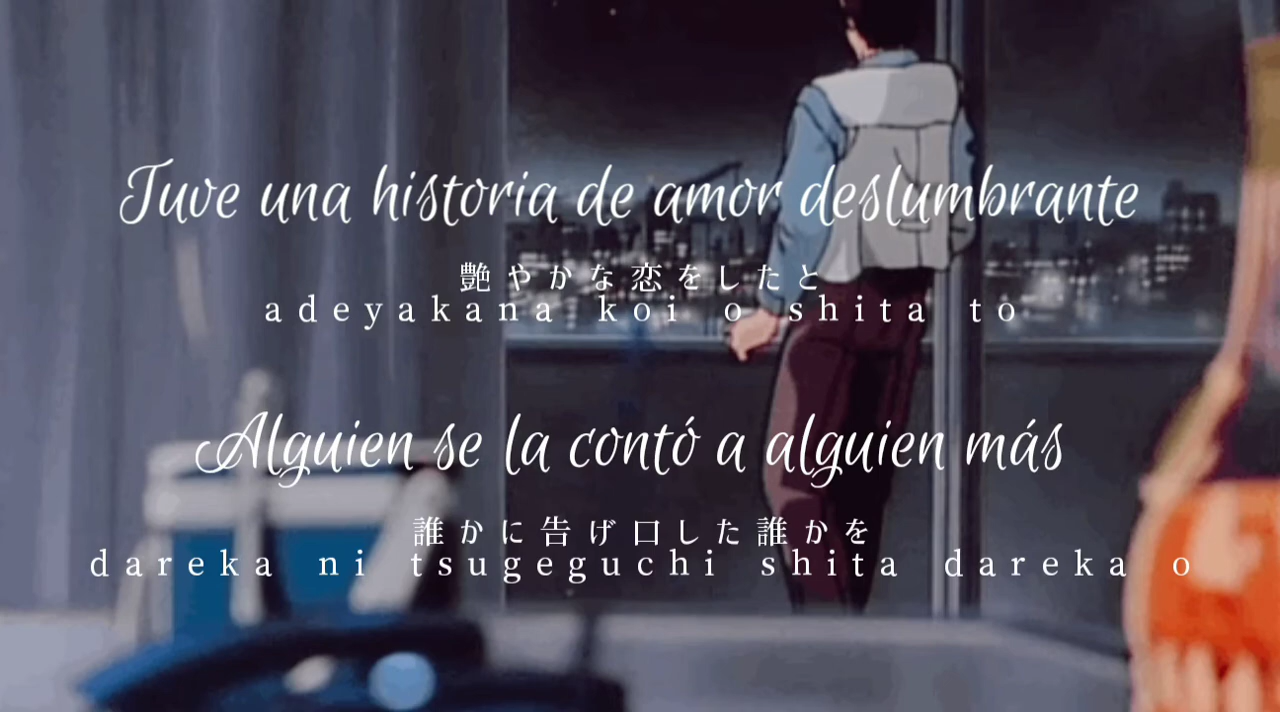 Tuve una historia de amor deslumbrante
艶やかな恋をしたと
adeyakana koi o shita to
Alguien se la contó a alguien más
誰かに告げ口した誰かを
dareka ni tsugeguchi shita dareka o